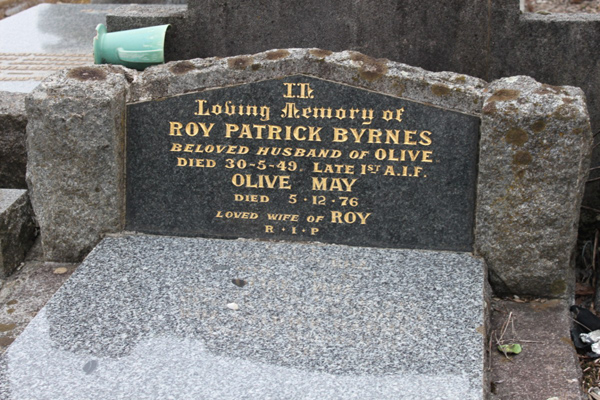 In
Loving Memory of
ROY PATRICK BYRNES
BELOVED HUSBAND OF OLIVE
DIED 30-5-49. LATE 1ST A.I.F.
OLIVE MAY
DIED 5·12·76
LOVED WIFE OF ROY
R·I·P